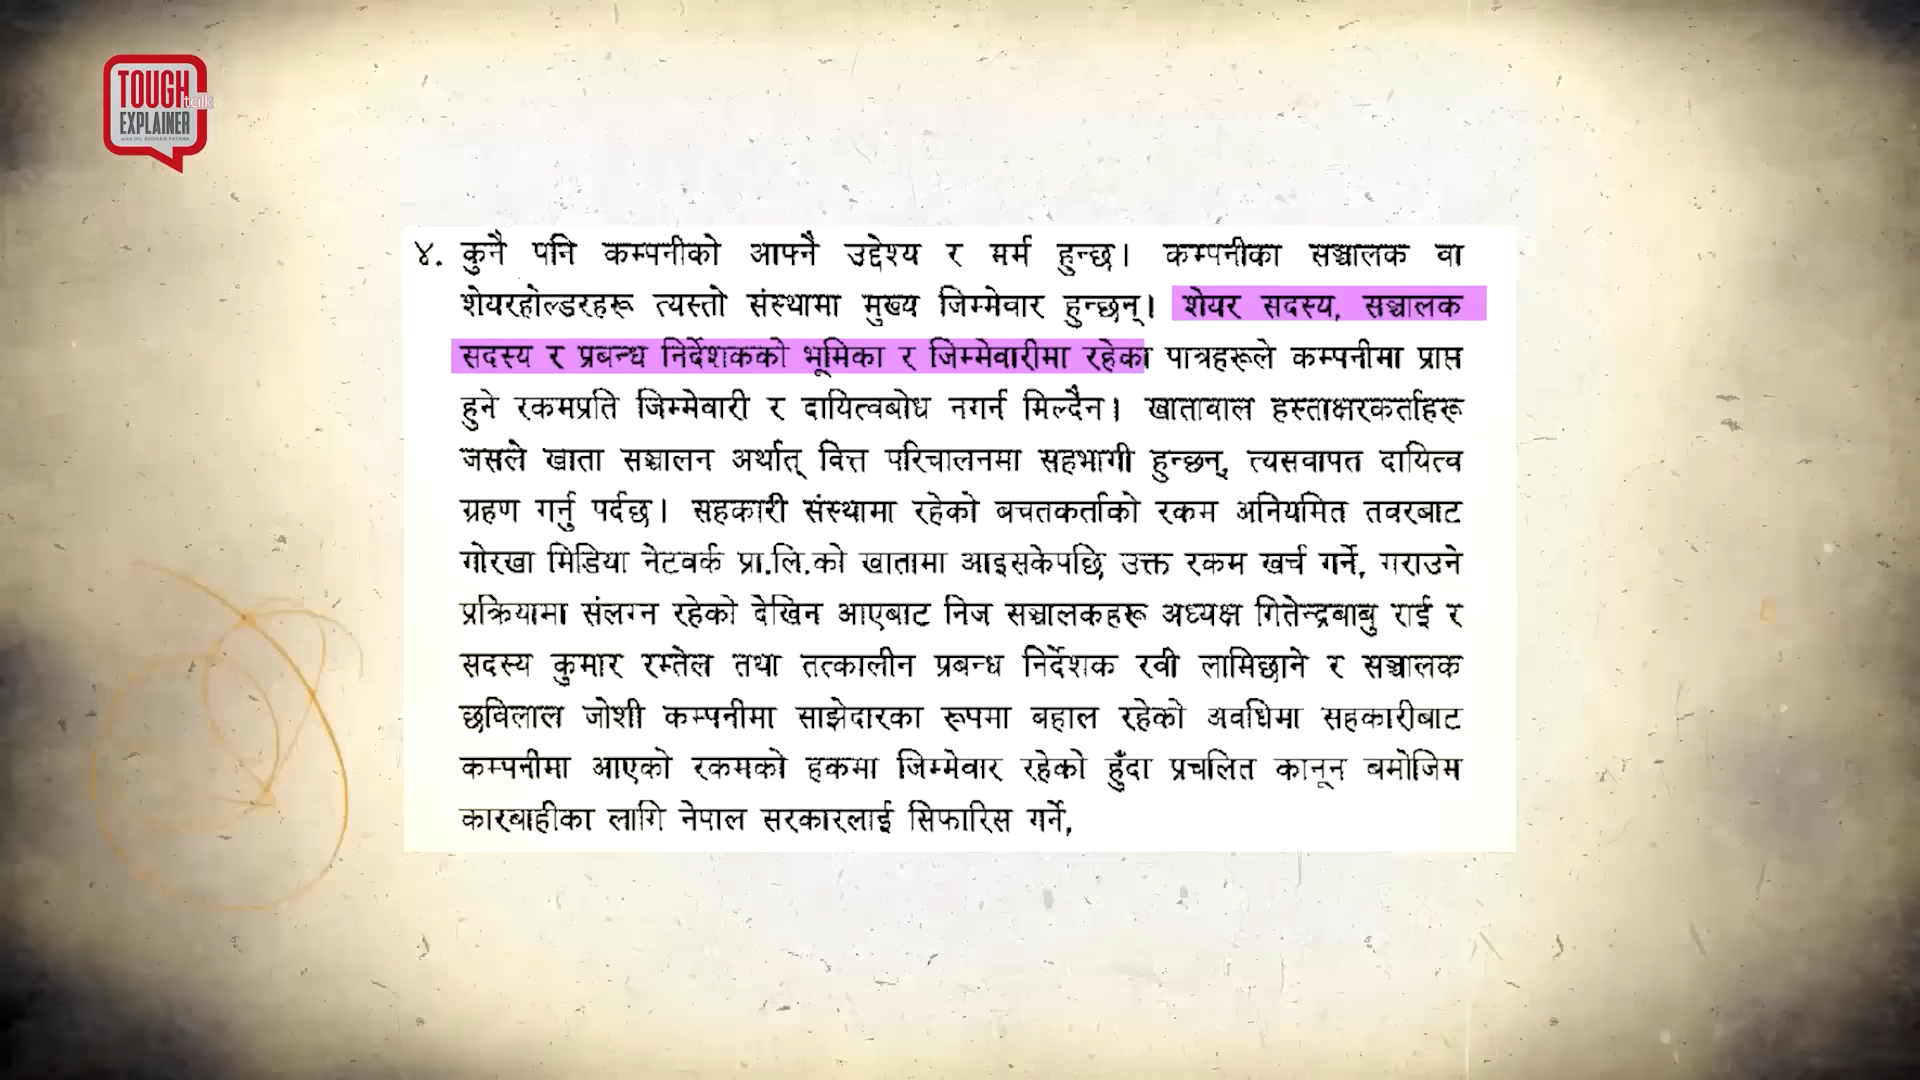 TOUGH
talk
EXPLAINER
४. कुनै पनि कम्पनीको आफ्नै उद्देश्य र मर्म हुन्छ। कम्पनीका सञ्चालक वा
शेयरहोल्डरहरू त्यस्तो संस्थामा मुख्य जिम्मेवार हुन्छन्। शेयर सदस्य, सञ्चालक
सदस्य र प्रबन्ध निर्देशकको भूमिका र जिम्मेवारीमा रहेका पात्रहरूले कम्पनीमा प्राप्त
हुने रकमप्रति जिम्मेवारी र दायित्वबोध नगर्न मिल्दैन। खातावाल हस्ताक्षरकर्ताहरू
जसले खाता सञ्चालन अर्थात् वित्त परिचालनमा सहभागी हुन्छन्, त्यसवापत दायित्व
ग्रहण गर्नु पर्दछ। सहकारी संस्थामा रहेको बचतकर्ताको रकम अनियमित तवरबाट
गोरखा मिडिया नेटवर्क प्रा.लि.को खातामा आइसकेपछि उक्त रकम खर्च गर्ने, गराउने
प्रक्रियामा संलग्न रहेको देखिन आएबाट निज सञ्चालकहरू अध्यक्ष गितेन्द्रबाबु राई र
सदस्य कुमार रम्तेल तथा तत्कालीन प्रबन्ध निर्देशक रवी लामिछाने र सञ्चालक
छविलाल जोशी कम्पनीमा साझेदारका रूपमा बहाल रहेको अवधिमा सहकारीबाट
कम्पनीमा आएको रकमको हकमा जिम्मेवार रहेको हुँदा प्रचलित कानून बमोजिम
कारबाहीका लागि नेपाल सरकारलाई सिफारिस गर्ने,